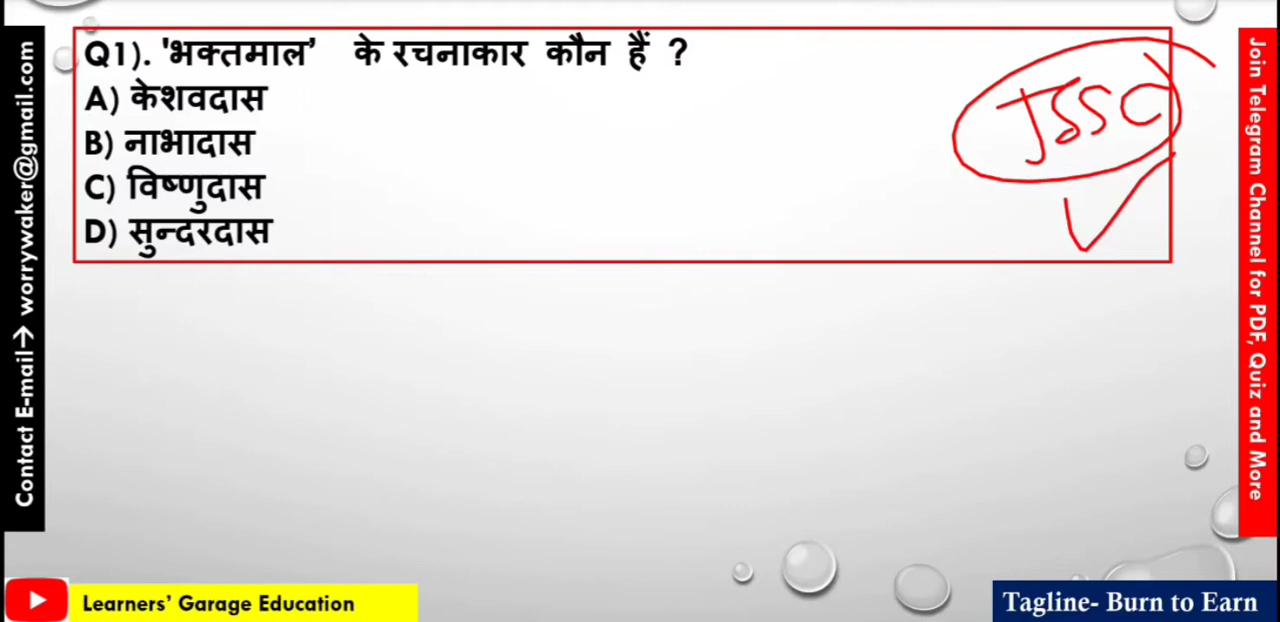 Q1). 'भक्तमाल’ के रचनाकार कौन हैं ?
A) केशवदास
B) नाभादास
C) विष्णुदास
D) सुन्दरदास
JSSC
Contact E-mail→ worrywaker@gmail.com
Join Telegram Channel for PDF, Quiz and More
Learners’ Garage Education
Tagline- Burn to Earn